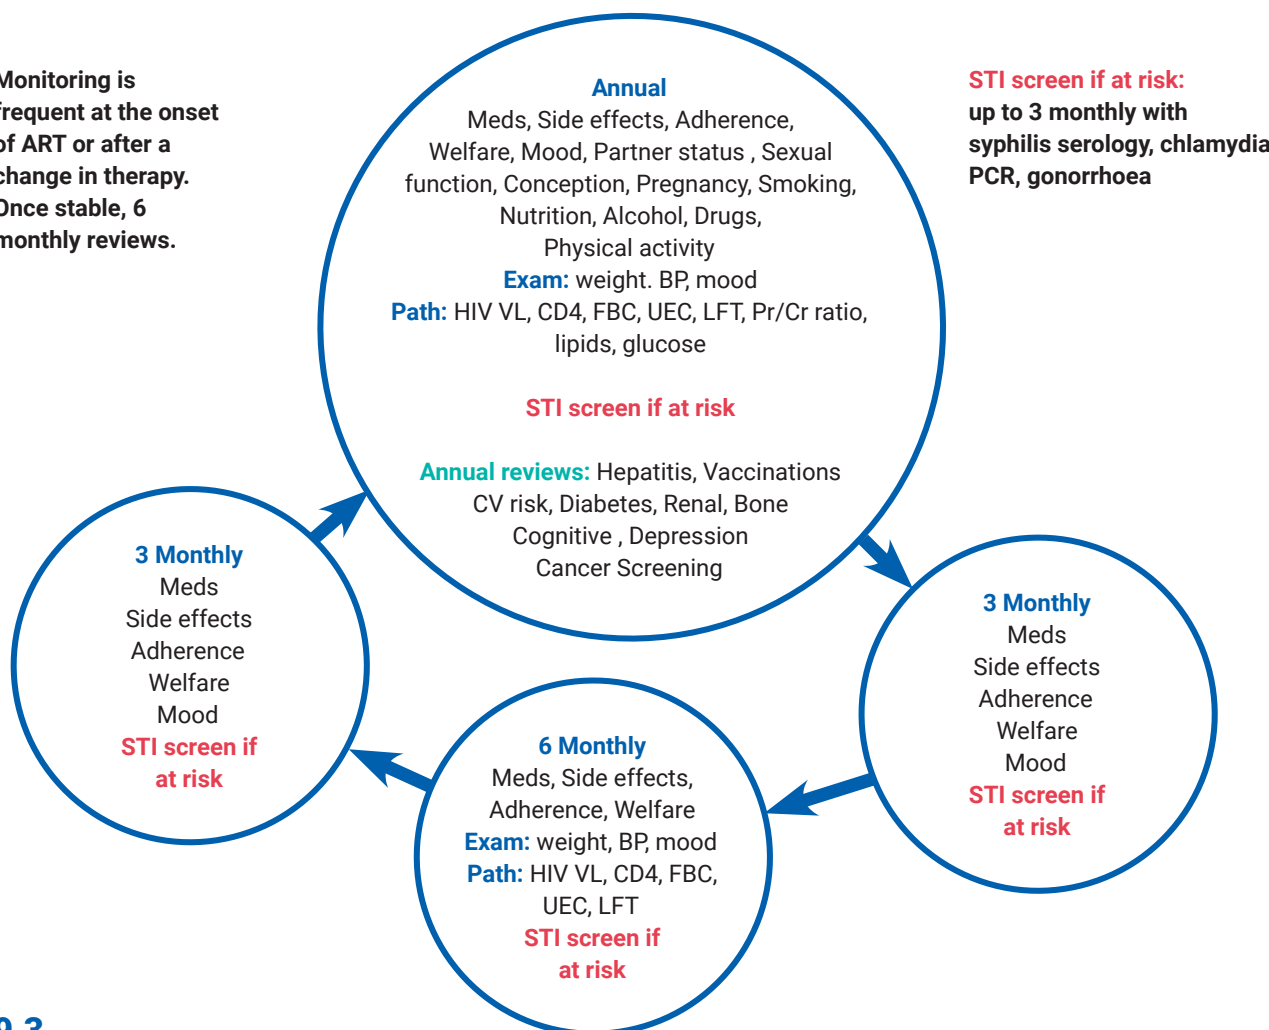 Monitoring is
frequent at the onset
of ART or after a
change in therapy.
Once stable, 6
monthly reviews.
Annual
Meds, Side effects, Adherence,
Welfare, Mood, Partner status , Sexual
function, Conception, Pregnancy, Smoking,
Nutrition, Alcohol, Drugs,
Physical activity
Exam: weight. BP, mood
Path: HIV VL, CD4, FBC, UEC, LFT, Pr/Cr ratio,
lipids, glucose
STI screen if at risk
Annual reviews: Hepatitis, Vaccinations
CV risk, Diabetes, Renal, Bone
Cognitive , Depression
Cancer Screening
STI screen if at risk:
up to 3 monthly with
syphilis serology, chlamydia
PCR, gonorrhoea
3 Monthly
Meds
Side effects
Adherence
Welfare
Mood
STI screen if
at risk
6 Monthly
Meds, Side effects,
Adherence, Welfare
Exam: weight, BP, mood
Path: HIV VL, CD4, FBC,
UEC, LFT
STI screen if
at risk
3 Monthly
Meds
Side effects
Adherence
Welfare
Mood
STI screen if
at risk